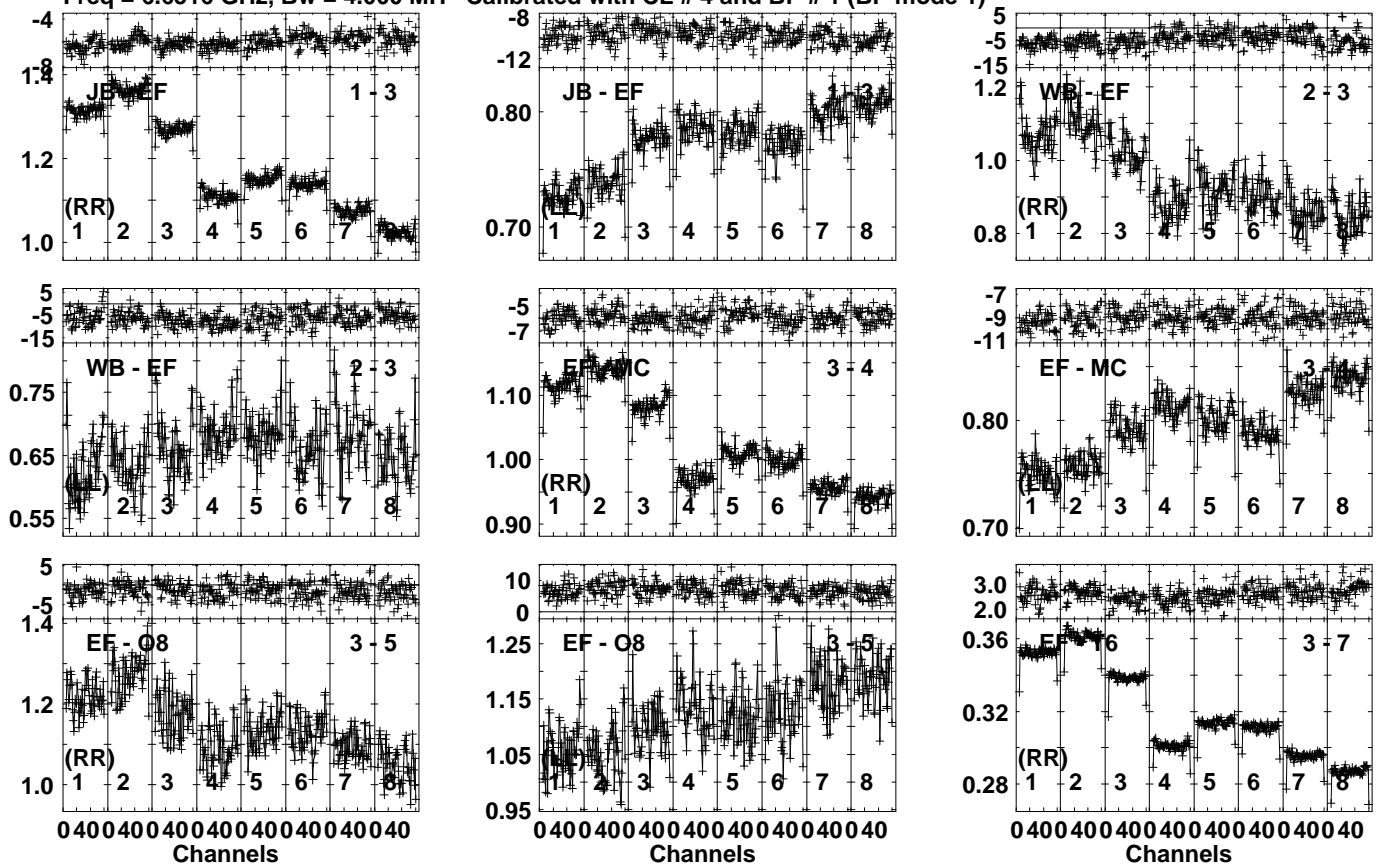 Calibrated with CL # 4 and BP # 1 (BP mode 1)
-4 -8 5
-8 -12 -5
-15
1.4 JB - EF 1 - 3 JB - EF 1 - 3 1.2 WB - EF 2 - 3
0.80
1.2 1.0
(RR) (LL) (RR)
1.0 0.70 0.8
1 2 3 4 5 6 7 8 1 2 3 4 5 6 7 8 1 2 3 4 5 6 7 8
5 -5 -7
-5 -7 -9
-15 -11
WB - EF 2 - 3 EF - MC 3 - 4 EF - MC 3 - 4
0.75 1.10 0.80
0.65 1.00
(LL) (RR) (LL)
0.55 0.90 0.70
1 2 3 4 5 6 7 8 1 2 3 4 5 6 7 8 1 2 3 4 5 6 7 8
5 10 3.0
-5 0 2.0
1.4 EF - O8 3 - 5 1.25 EF - O8 3 - 5 0.36 EF - Y6 3 - 7
1.2 1.15 0.32
(RR) 1.05 (LL) (RR)
1.0 0.95 0.28
1 2 3 4 5 6 7 8 1 2 3 4 5 6 7 8 1 2 3 4 5 6 7 8
0 40 0 40 0 40 0 40 0 40 0 40 0 40 0 40 0 40 0 40 0 40 0 40 0 40 0 40 0 40 0 40 0 40 0 40 0 40 0 40 0 40 0 40 0 40 0 40
Channels Channels Channels